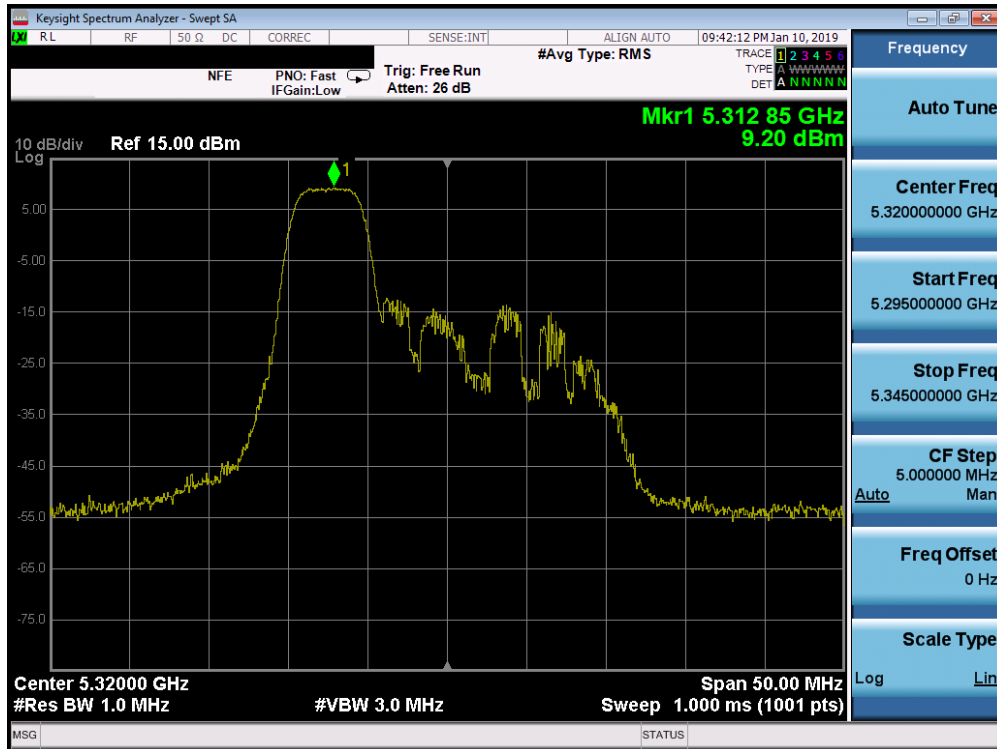 Keysight Spectrum Analyzer - Swept SA
LXI RL RF 50 Ω DC CORREC SENSE:INT ALIGN AUTO 09:42:12 PM Jan 10, 2019
NFE PNO: Fast Trig: Free Run #Avg Type: RMS TRACE 1 2 3 4 5 6
IFGain:Low Atten: 26 dB TYPE A WWWWW
DET A N N N N N
Mkr1 5.312 85 GHz
9.20 dBm
10 dB/div Ref 15.00 dBm
Log
1
5.00
-5.00
-15.0
-25.0
-35.0
-45.0
-55.0
-65.0
-75.0
Center 5.32000 GHz Span 50.00 MHz
#Res BW 1.0 MHz #VBW 3.0 MHz Sweep 1.000 ms (1001 pts)
MSG STATUS
Frequency
Auto Tune
Center Freq
5.320000000 GHz
Start Freq
5.295000000 GHz
Stop Freq
5.345000000 GHz
CF Step
5.000000 MHz
Auto Man
Freq Offset
0 Hz
Scale Type
Log Lin